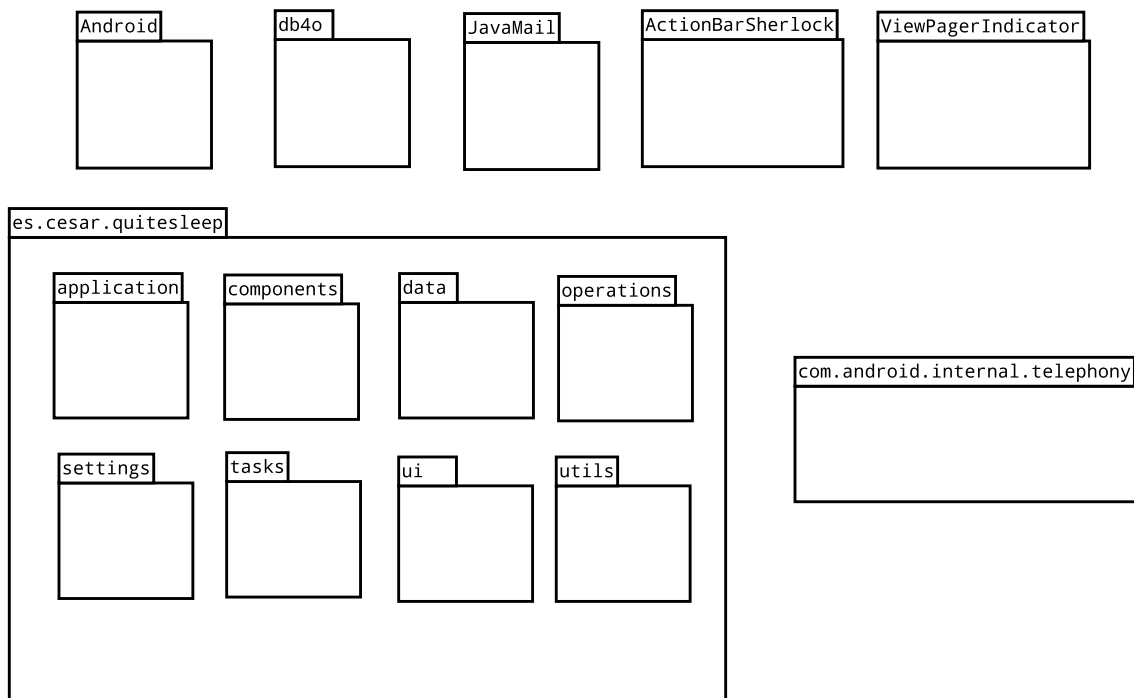 Android
db4o
JavaMail
ActionBarSherlock
ViewPagerIndicator
es.cesar.quitesleep
application
components
data
operations
com.android.internal.telephony
settings
tasks
ui
utils